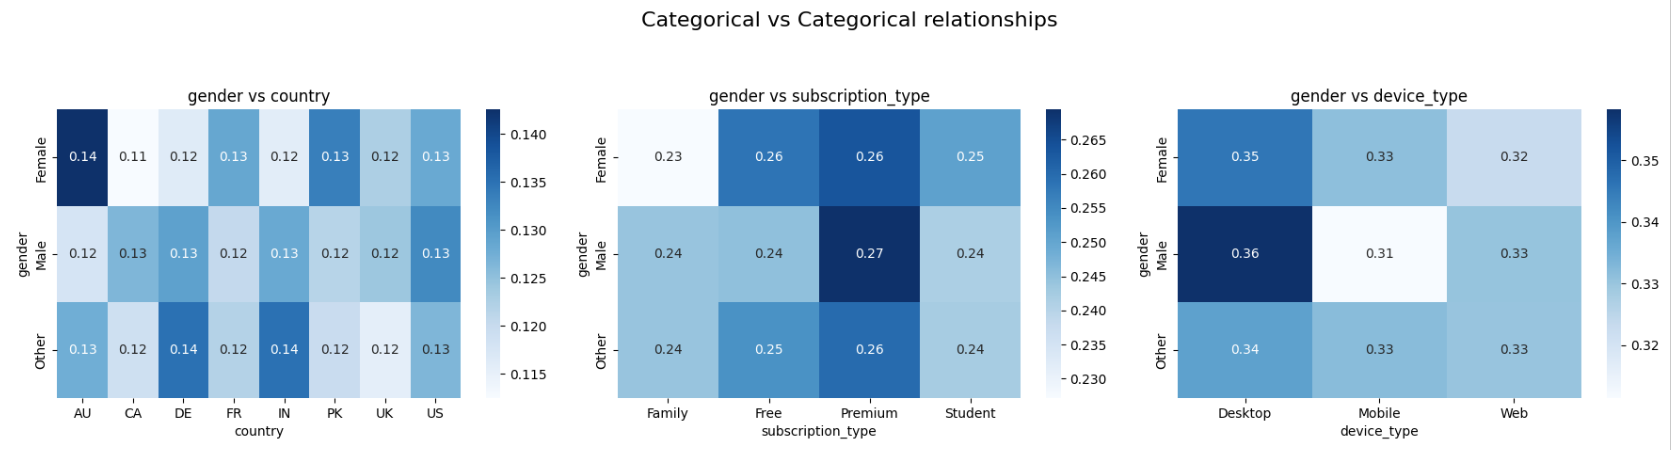 Categorical vs Categorical relationships
gender vs country
gender
Female
Male
Other
0.14 0.11 0.12 0.13 0.12 0.13 0.12 0.13
0.12 0.13 0.13 0.12 0.13 0.12 0.12 0.13
0.13 0.12 0.14 0.12 0.14 0.12 0.12 0.13
AU CA DE FR IN PK UK US
country
0.140
0.135
0.130
0.125
0.120
0.115
gender vs subscription_type
gender
Female
Male
Other
0.23 0.26 0.26 0.25
0.24 0.24 0.27 0.24
0.24 0.25 0.26 0.24
Family Free Premium Student
subscription_type
0.265
0.260
0.255
0.250
0.245
0.240
0.235
0.230
gender vs device_type
gender
Female
Male
Other
0.35 0.33 0.32
0.36 0.31 0.33
0.34 0.33 0.33
Desktop Mobile Web
device_type
0.35
0.34
0.33
0.32